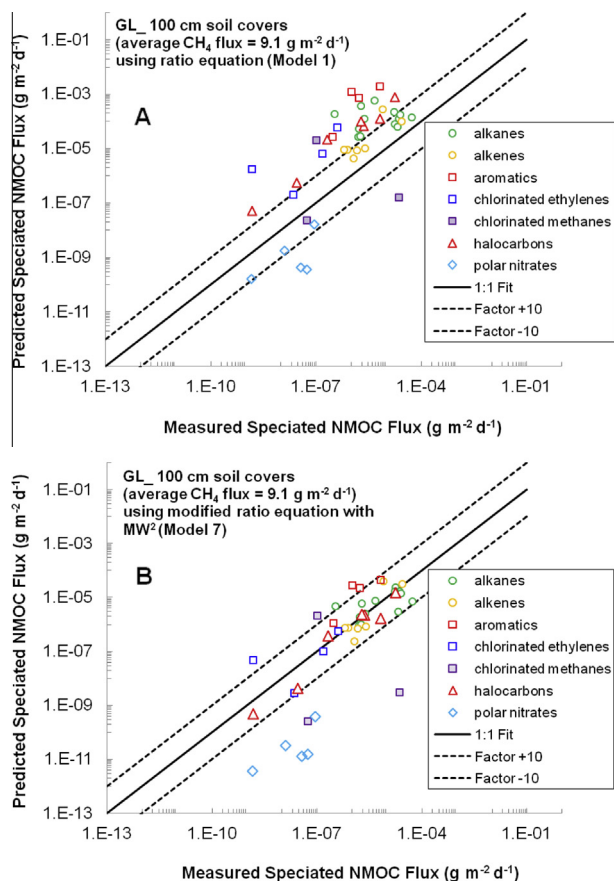 GL_ 100 cm soil covers
(average CH₄ flux = 9.1 g m⁻² d⁻¹)
using ratio equation (Model 1)
A
Predicted Speciated NMOC Flux (g m⁻² d⁻¹)
1.E-01
1.E-03
1.E-05
1.E-07
1.E-09
1.E-11
1.E-13
alkanes
alkenes
aromatics
chlorinated ethylenes
chlorinated methanes
halocarbons
polar nitrates
1:1 Fit
Factor +10
Factor -10
1.E-13 1.E-10 1.E-07 1.E-04 1.E-01
Measured Speciated NMOC Flux (g m⁻² d⁻¹)
GL_ 100 cm soil covers
(average CH₄ flux = 9.1 g m⁻² d⁻¹)
using modified ratio equation with
MW² (Model 7)
B
Predicted Speciated NMOC Flux (g m⁻² d⁻¹)
1.E-01
1.E-03
1.E-05
1.E-07
1.E-09
1.E-11
1.E-13
alkanes
alkenes
aromatics
chlorinated ethylenes
chlorinated methanes
halocarbons
polar nitrates
1:1 Fit
Factor +10
Factor -10
1.E-13 1.E-10 1.E-07 1.E-04 1.E-01
Measured Speciated NMOC Flux (g m⁻² d⁻¹)